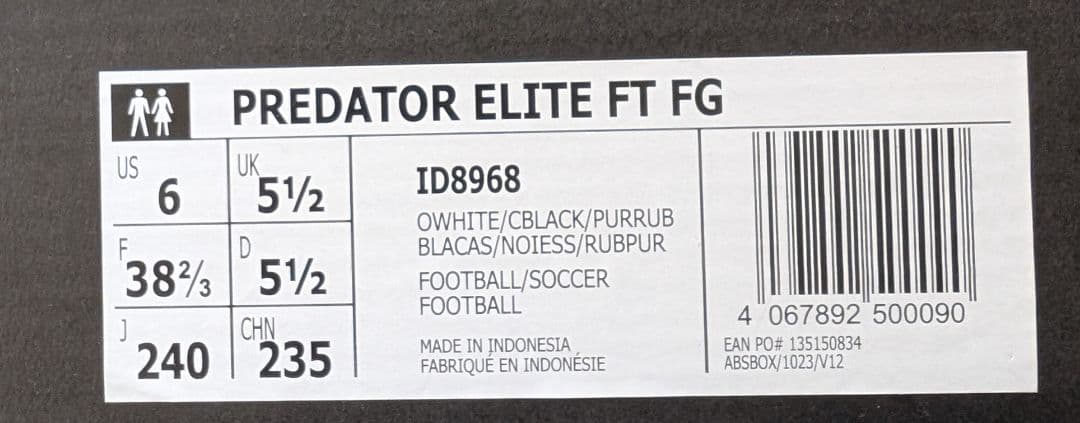 PREDATOR ELITE FT FG
US 6
UK 5½
F 38⅔
D 5½
J 240
CHN 235
ID8968
OWHITE/CBLACK/PURRUB
BLACAS/NOIESS/RUBPUR
FOOTBALL/SOCCER
FOOTBALL
MADE IN INDONESIA
FABRIQUÉ EN INDONÉSIE
4 067892 500090
EAN PO# 135150834
ABSBOX/1023/V12